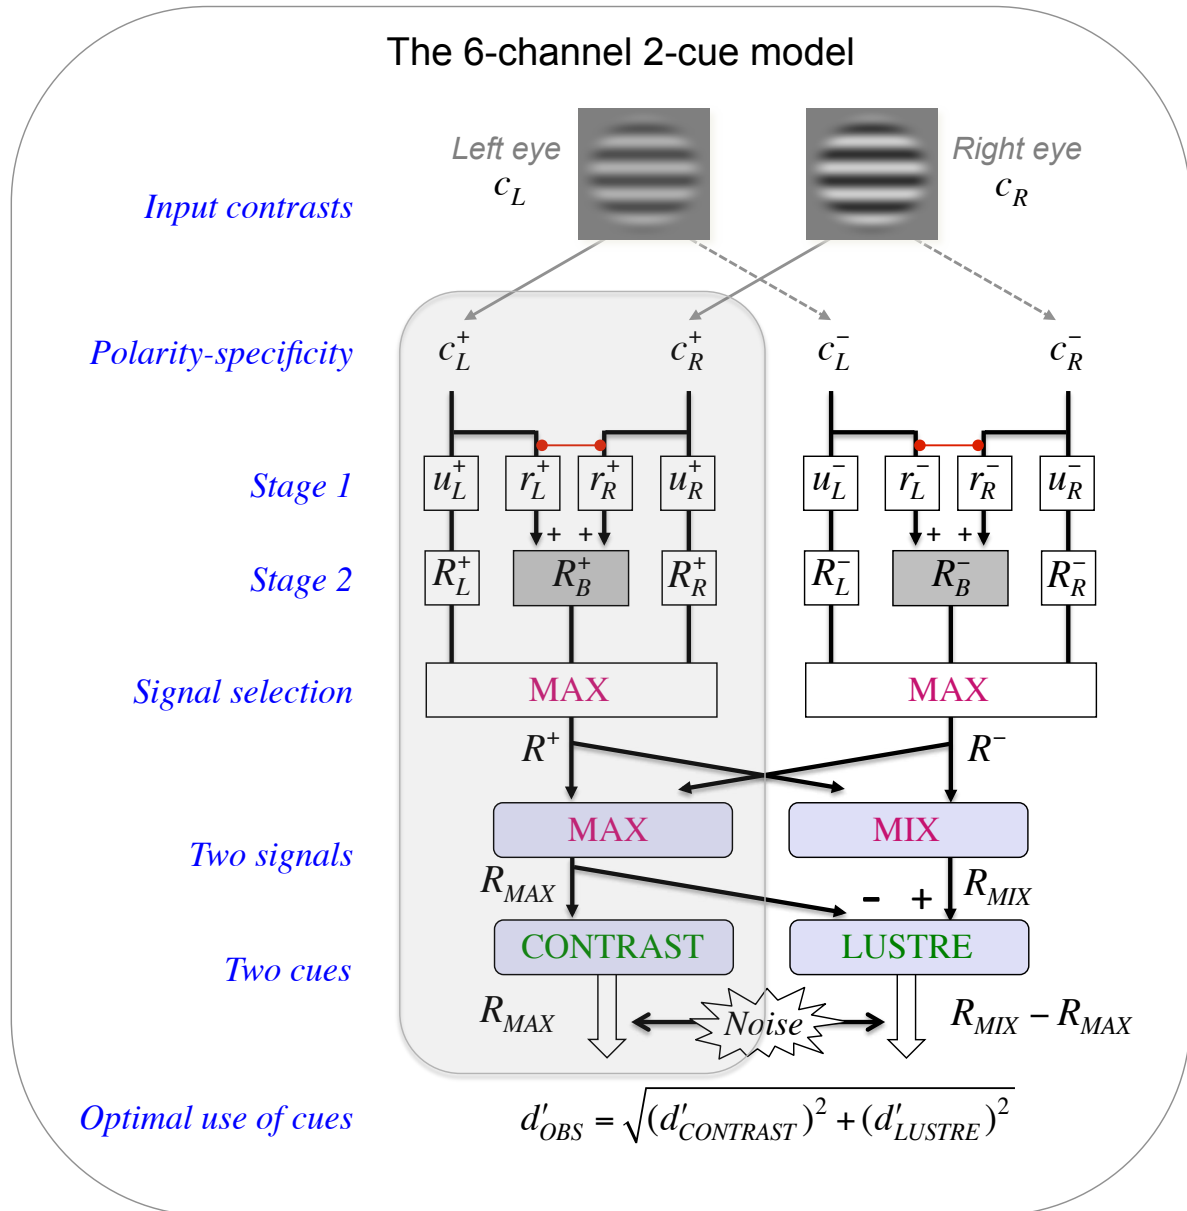 The 6-channel 2-cue model
Left eye
c_L
Right eye
c_R
Input contrasts
Polarity-specificity
c_L^+ c_R^+ c_L^- c_R^-
Stage 1
u_L^+ r_L^+ r_R^+ u_R^+ u_L^- r_L^- r_R^- u_R^-
+ + + +
Stage 2
R_L^+ R_B^+ R_R^+ R_L^- R_B^- R_R^-
Signal selection
MAX MAX
R^+ R^-
Two signals
MAX MIX
R_MAX - + R_MIX
Two cues
CONTRAST LUSTRE
R_MAX Noise R_MIX − R_MAX
Optimal use of cues
d'_OBS = √((d'_CONTRAST)^2 + (d'_LUSTRE)^2)